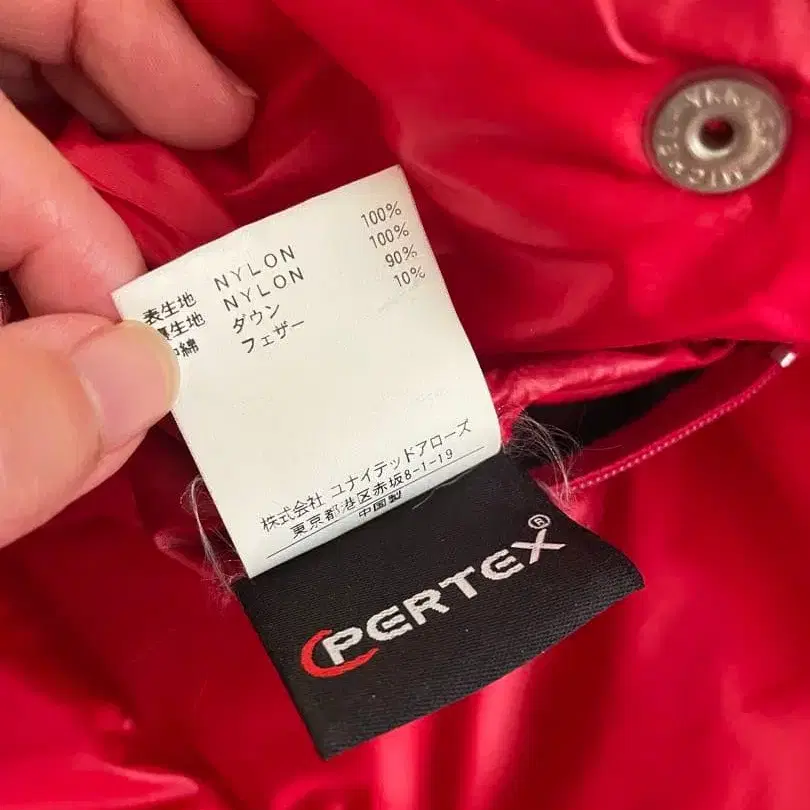 表生地 NYLON 100%
裏生地 NYLON 100%
ダウン 90%
綿 フェザー 10%
株式会社 ユナイテッドアローズ
東京都港区赤坂8-1-19
中国製
PERTEX®
YKK
NICKEL